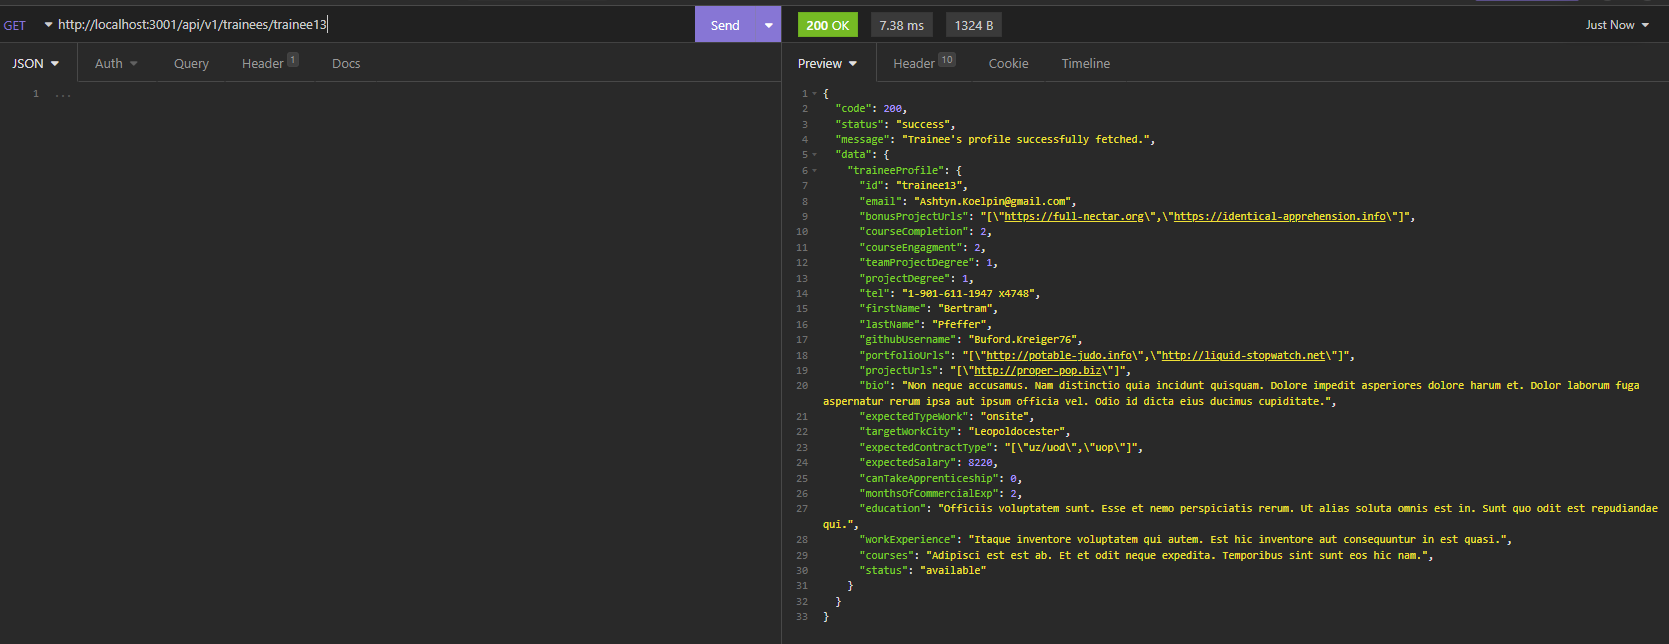 GET http://localhost:3001/api/v1/trainees/trainee13 Send 200 OK 7.38 ms 1324 B Just Now
JSON Auth Query Header 1 Docs Preview Header 10 Cookie Timeline
1 ...
1 {
2 "code": 200,
3 "status": "success",
4 "message": "Trainee's profile successfully fetched.",
5 "data": {
6 "traineeProfile": {
7 "id": "trainee13",
8 "email": "Ashtyn.Koelpin@gmail.com",
9 "bonusProjectUrls": "[\"https://full-nectar.org\",\"https://identical-apprehension.info\"]",
10 "courseCompletion": 2,
11 "courseEngagment": 2,
12 "teamProjectDegree": 1,
13 "projectDegree": 1,
14 "tel": "1-901-611-1947 x4748",
15 "firstName": "Bertram",
16 "lastName": "Pfeffer",
17 "githubUsername": "Buford.Kreiger76",
18 "portfolioUrls": "[\"http://potable-judo.info\",\"http://liquid-stopwatch.net\"]",
19 "projectUrls": "[\"http://proper-pop.biz\"]",
20 "bio": "Non neque accusamus. Nam distinctio quia incidunt quisquam. Dolore impedit asperiores dolore harum et. Dolor laborum fuga
aspernatur rerum ipsa aut ipsum officia vel. Odio id dicta eius ducimus cupiditate.",
21 "expectedTypeWork": "onsite",
22 "targetWorkCity": "Leopoldocester",
23 "expectedContractType": "[\"uz/uod\",\"uop\"]",
24 "expectedSalary": 8220,
25 "canTakeApprenticeship": 0,
26 "monthsOfCommercialExp": 2,
27 "education": "Officiis voluptatem sunt. Esse et nemo perspiciatis rerum. Ut alias soluta omnis est in. Sunt quo odit est repudiandae
qui.",
28 "workExperience": "Itaque inventore voluptatem qui autem. Est hic inventore aut consequuntur in est quasi.",
29 "courses": "Adipisci est est ab. Et et odit neque expedita. Temporibus sint sunt eos hic nam.",
30 "status": "available"
31 }
32 }
33 }